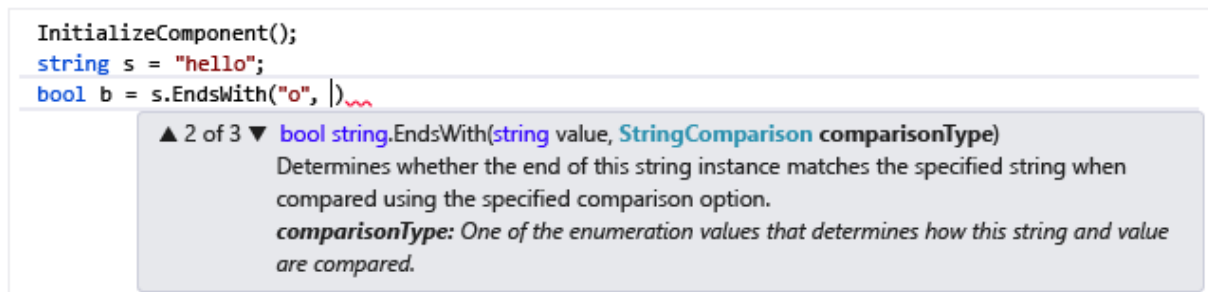 InitializeComponent();
string s = "hello";
bool b = s.EndsWith("o", )
▲ 2 of 3 ▼ bool string.EndsWith(string value, StringComparison comparisonType)
Determines whether the end of this string instance matches the specified string when
compared using the specified comparison option.
comparisonType: One of the enumeration values that determines how this string and value
are compared.